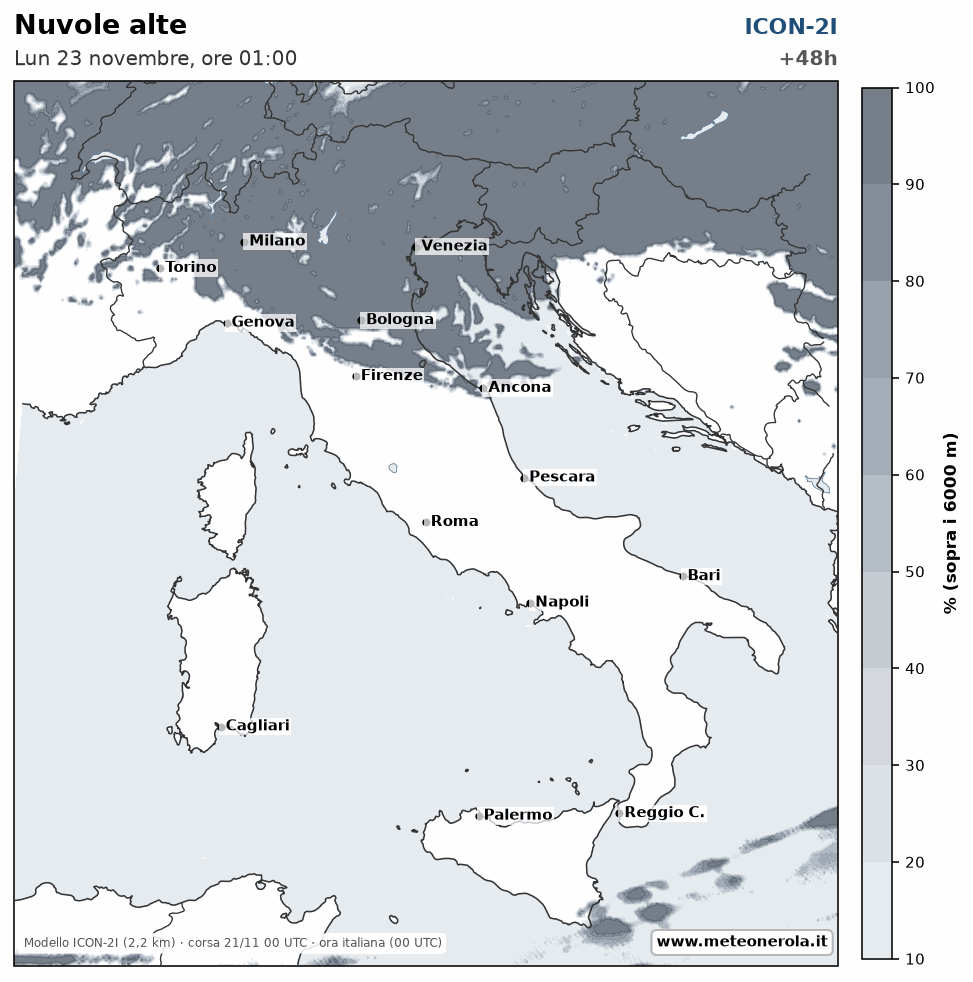 Nuvole alte
ICON-2I
Lun 23 novembre, ore 01:00
+48h
100
90
80
70
60
50
40
30
20
10
% (sopra i 6000 m)
Milano
Venezia
Torino
Genova
Bologna
Firenze
Ancona
Pescara
Roma
Bari
Napoli
Cagliari
Palermo
Reggio C.
Modello ICON-2I (2,2 km) · corsa 21/11 00 UTC · ora italiana (00 UTC)
www.meteonerola.it